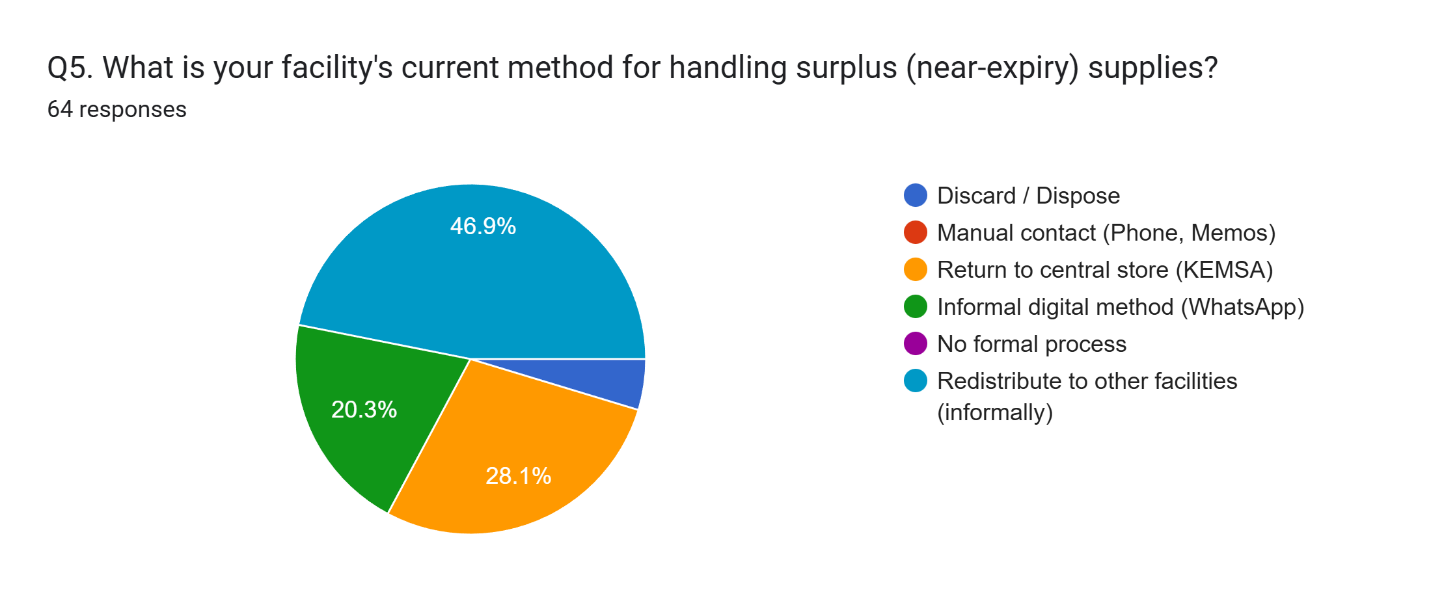 Q5. What is your facility's current method for handling surplus (near-expiry) supplies?
64 responses
46.9%
20.3%
28.1%
Discard / Dispose
Manual contact (Phone, Memos)
Return to central store (KEMSA)
Informal digital method (WhatsApp)
No formal process
Redistribute to other facilities
(informally)